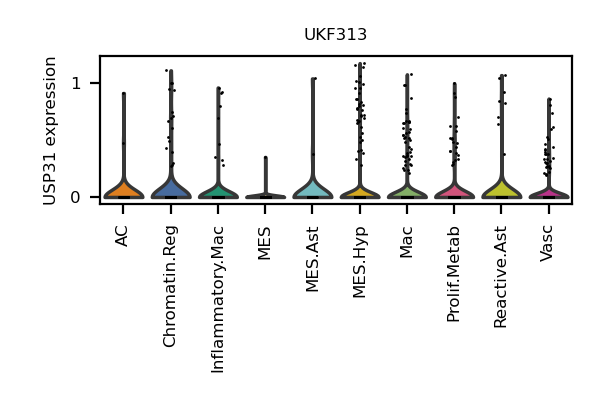 UKF313
USP31 expression
1
0
AC
Chromatin.Reg
Inflammatory.Mac
MES
MES.Ast
MES.Hyp
Mac
Prolif.Metab
Reactive.Ast
Vasc